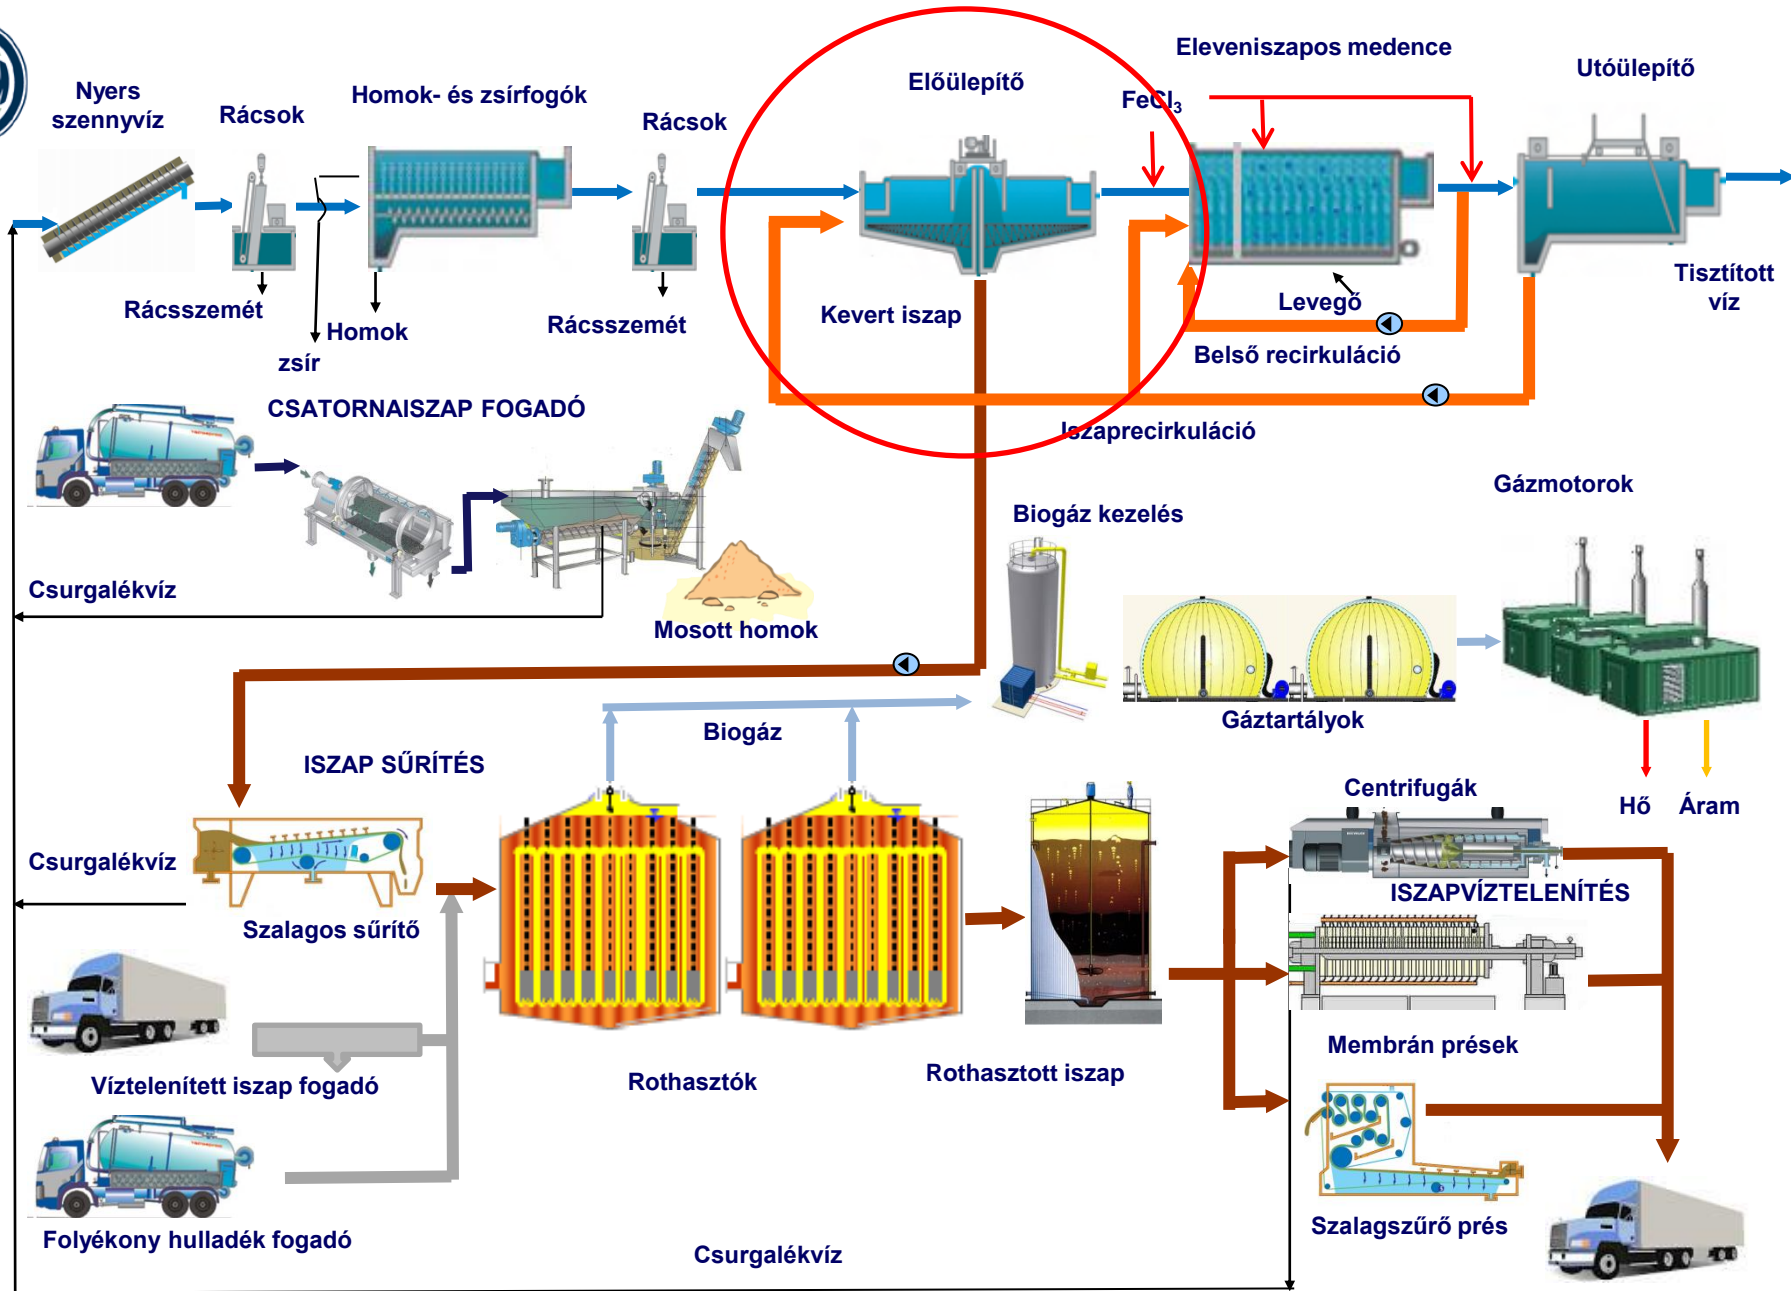 Nyers
szennyvíz
Rácsok
Homok- és zsírfogók
Rácsok
Előülepítő
Eleveniszapos medence
FeCl₃
Utóülepítő
Rácsszemét
Homok
zsír
Rácsszemét
Kevert iszap
Levegő
Belső recirkuláció
Tisztított
víz
CSATORNAISZAP FOGADÓ
Iszaprecirkuláció
Biogáz kezelés
Gázmotorok
Csurgalékvíz
Mosott homok
Gáztartályok
Biogáz
ISZAP SŰRÍTÉS
Centrifugák
Hő
Áram
Csurgalékvíz
Szalagos sűrítő
ISZAPVÍZTELENÍTÉS
Víztelenített iszap fogadó
Rothasztók
Rothasztott iszap
Membrán prések
Folyékony hulladék fogadó
Csurgalékvíz
Szalagszűrő prés